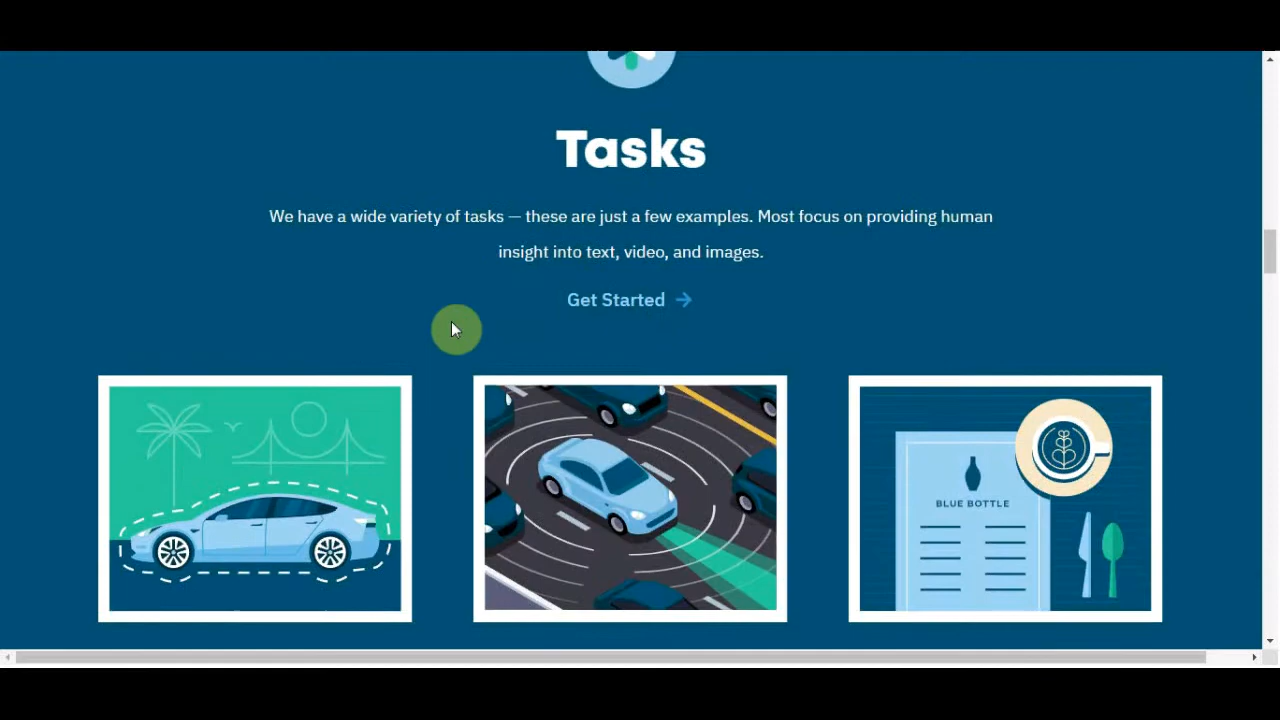 Tasks
We have a wide variety of tasks — these are just a few examples. Most focus on providing human
insight into text, video, and images.
Get Started
BLUE BOTTLE